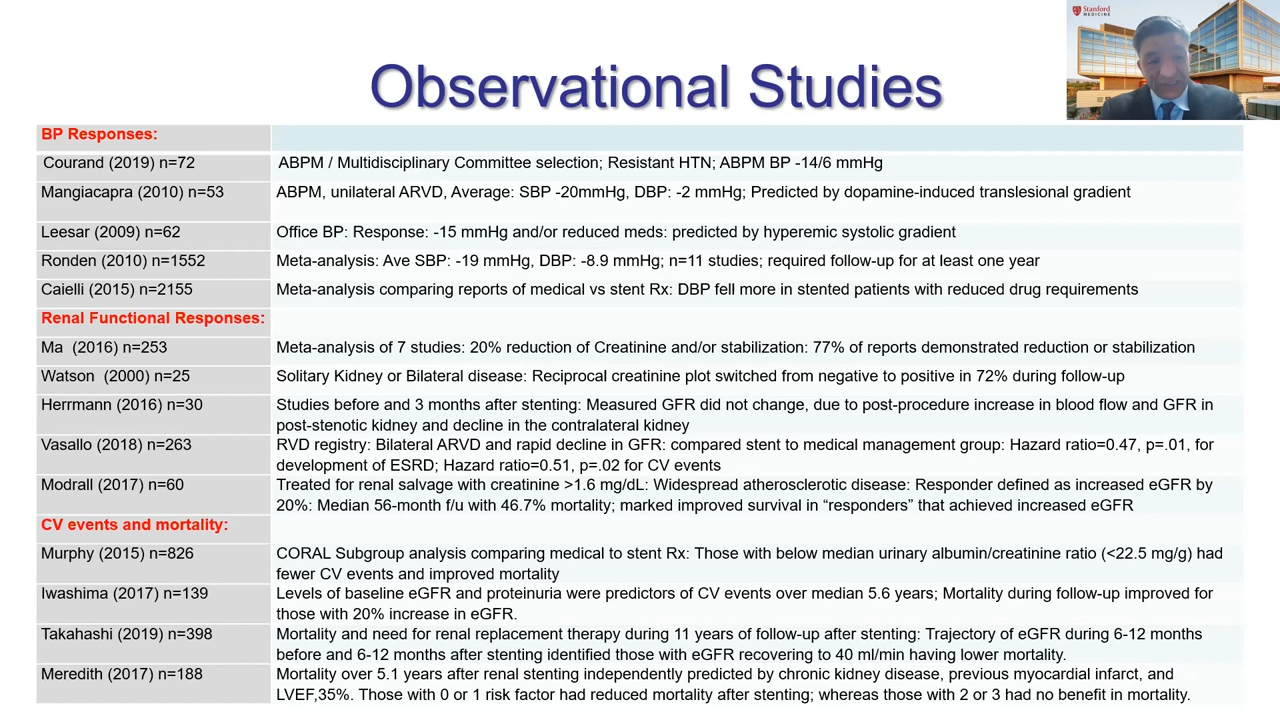 Stanford
MEDICINE
Observational Studies
BP Responses:
Courand (2019) n=72 ABPM / Multidisciplinary Committee selection; Resistant HTN; ABPM BP -14/6 mmHg
Mangiacapra (2010) n=53 ABPM, unilateral ARVD, Average: SBP -20mmHg, DBP: -2 mmHg; Predicted by dopamine-induced translesional gradient
Leesar (2009) n=62 Office BP: Response: -15 mmHg and/or reduced meds: predicted by hyperemic systolic gradient
Ronden (2010) n=1552 Meta-analysis: Ave SBP: -19 mmHg, DBP: -8.9 mmHg; n=11 studies; required follow-up for at least one year
Caielli (2015) n=2155 Meta-analysis comparing reports of medical vs stent Rx: DBP fell more in stented patients with reduced drug requirements
Renal Functional Responses:
Ma (2016) n=253 Meta-analysis of 7 studies: 20% reduction of Creatinine and/or stabilization: 77% of reports demonstrated reduction or stabilization
Watson (2000) n=25 Solitary Kidney or Bilateral disease: Reciprocal creatinine plot switched from negative to positive in 72% during follow-up
Herrmann (2016) n=30 Studies before and 3 months after stenting: Measured GFR did not change, due to post-procedure increase in blood flow and GFR in
post-stenotic kidney and decline in the contralateral kidney
Vasallo (2018) n=263 RVD registry: Bilateral ARVD and rapid decline in GFR: compared stent to medical management group: Hazard ratio=0.47, p=.01, for
development of ESRD; Hazard ratio=0.51, p=.02 for CV events
Modrall (2017) n=60 Treated for renal salvage with creatinine >1.6 mg/dL: Widespread atherosclerotic disease: Responder defined as increased eGFR by
20%: Median 56-month f/u with 46.7% mortality; marked improved survival in “responders” that achieved increased eGFR
CV events and mortality:
Murphy (2015) n=826 CORAL Subgroup analysis comparing medical to stent Rx: Those with below median urinary albumin/creatinine ratio (<22.5 mg/g) had
fewer CV events and improved mortality
Iwashima (2017) n=139 Levels of baseline eGFR and proteinuria were predictors of CV events over median 5.6 years; Mortality during follow-up improved for
those with 20% increase in eGFR.
Takahashi (2019) n=398 Mortality and need for renal replacement therapy during 11 years of follow-up after stenting: Trajectory of eGFR during 6-12 months
before and 6-12 months after stenting identified those with eGFR recovering to 40 ml/min having lower mortality.
Meredith (2017) n=188 Mortality over 5.1 years after renal stenting independently predicted by chronic kidney disease, previous myocardial infarct, and
LVEF,35%. Those with 0 or 1 risk factor had reduced mortality after stenting; whereas those with 2 or 3 had no benefit in mortality.